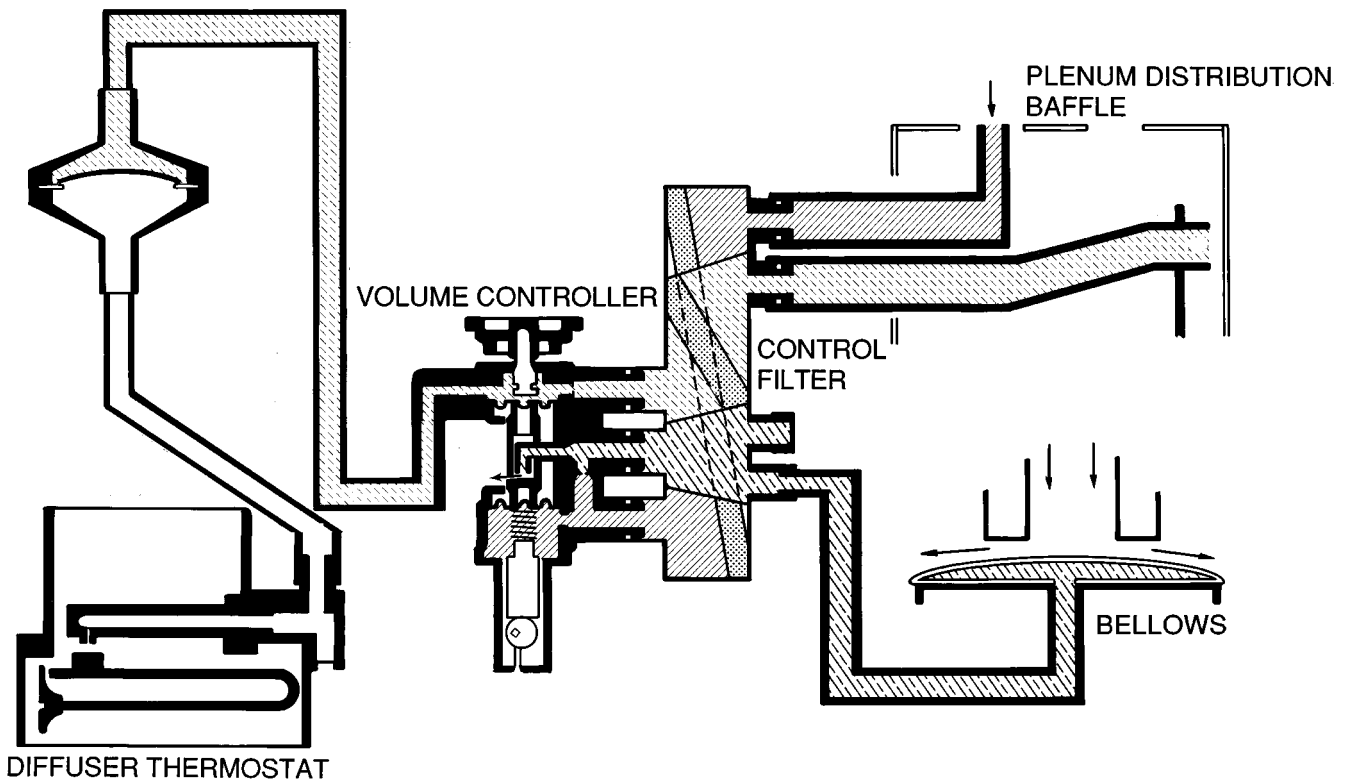 PLENUM DISTRIBUTION
BAFFLE
VOLUME CONTROLLER
CONTROL
FILTER
BELLOWS
DIFFUSER THERMOSTAT